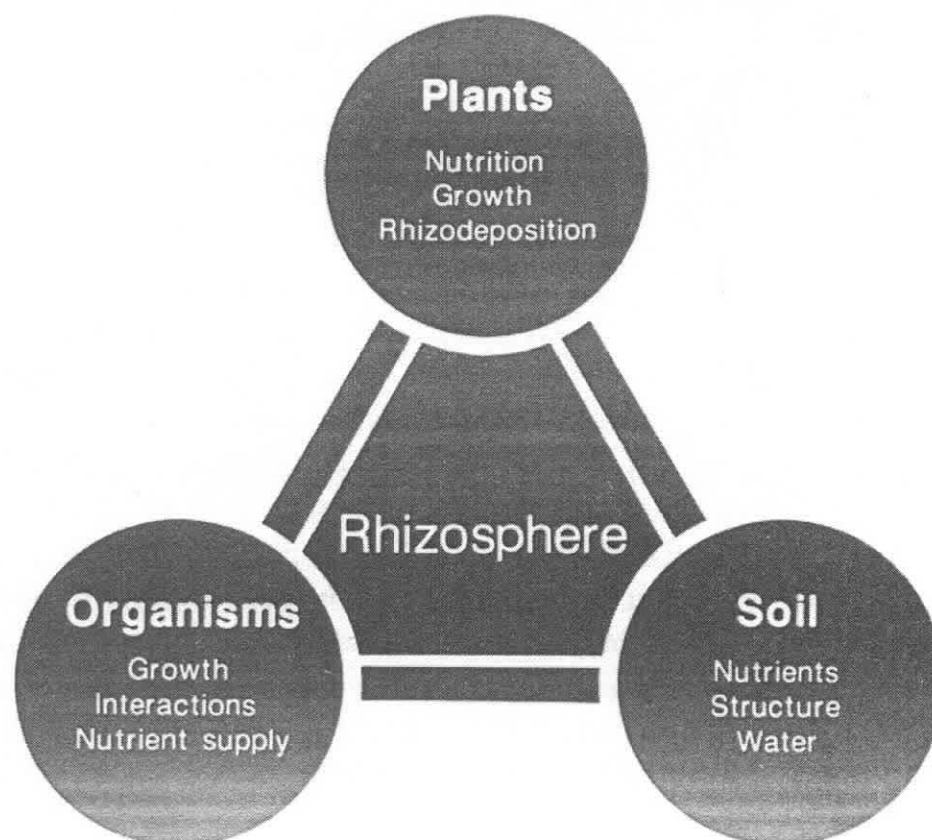 Plants
Nutrition
Growth
Rhizodeposition
Rhizosphere
Organisms
Growth
Interactions
Nutrient supply
Soil
Nutrients
Structure
Water